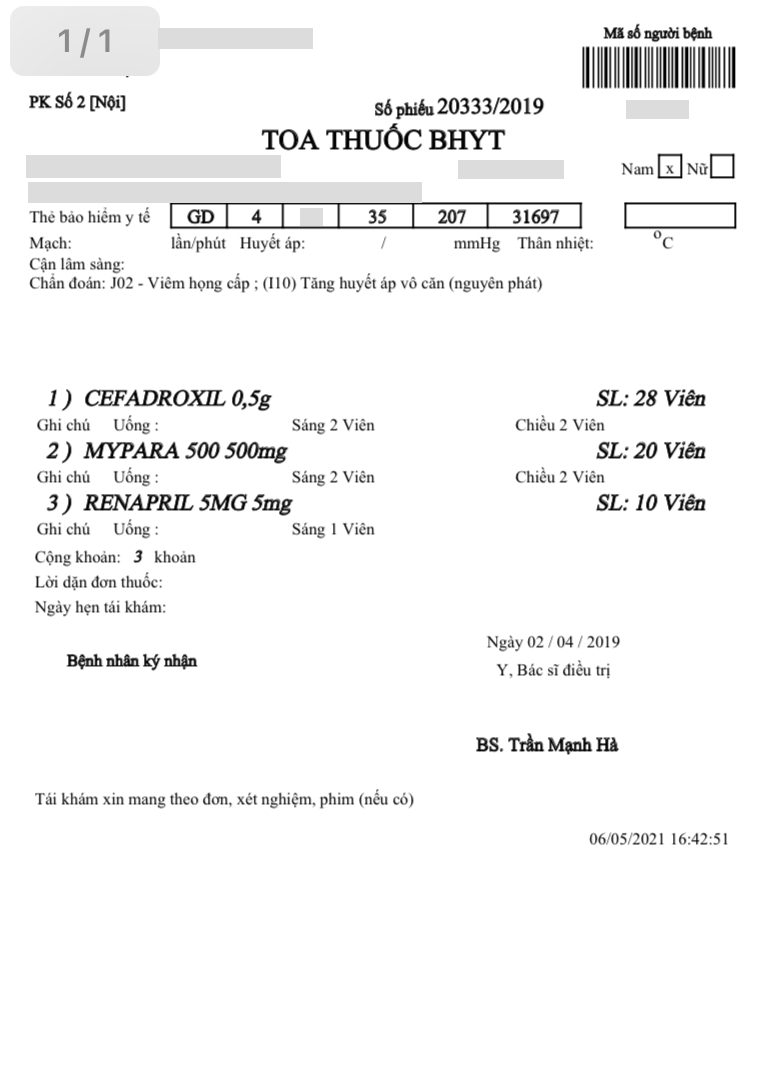 1/1
Mã số người bệnh
PK Số 2 [Nội]
Số phiếu 20333/2019
TOA THUỐC BHYT
Nam x Nữ
Thẻ bảo hiểm y tế GD 4 35 207 31697
Mạch: lần/phút Huyết áp: / mmHg Thân nhiệt: ⁰C
Cận lâm sàng:
Chẩn đoán: J02 - Viêm họng cấp ; (I10) Tăng huyết áp vô căn (nguyên phát)
1 ) CEFADROXIL 0,5g SL: 28 Viên
Ghi chú Uống : Sáng 2 Viên Chiều 2 Viên
2 ) MYPARA 500 500mg SL: 20 Viên
Ghi chú Uống : Sáng 2 Viên Chiều 2 Viên
3 ) RENAPRIL 5MG 5mg SL: 10 Viên
Ghi chú Uống : Sáng 1 Viên
Cộng khoản: 3 khoản
Lời dặn đơn thuốc:
Ngày hẹn tái khám:
Ngày 02 / 04 / 2019
Bệnh nhân ký nhận
Y, Bác sĩ điều trị
BS. Trần Mạnh Hà
Tái khám xin mang theo đơn, xét nghiệm, phim (nếu có)
06/05/2021 16:42:51